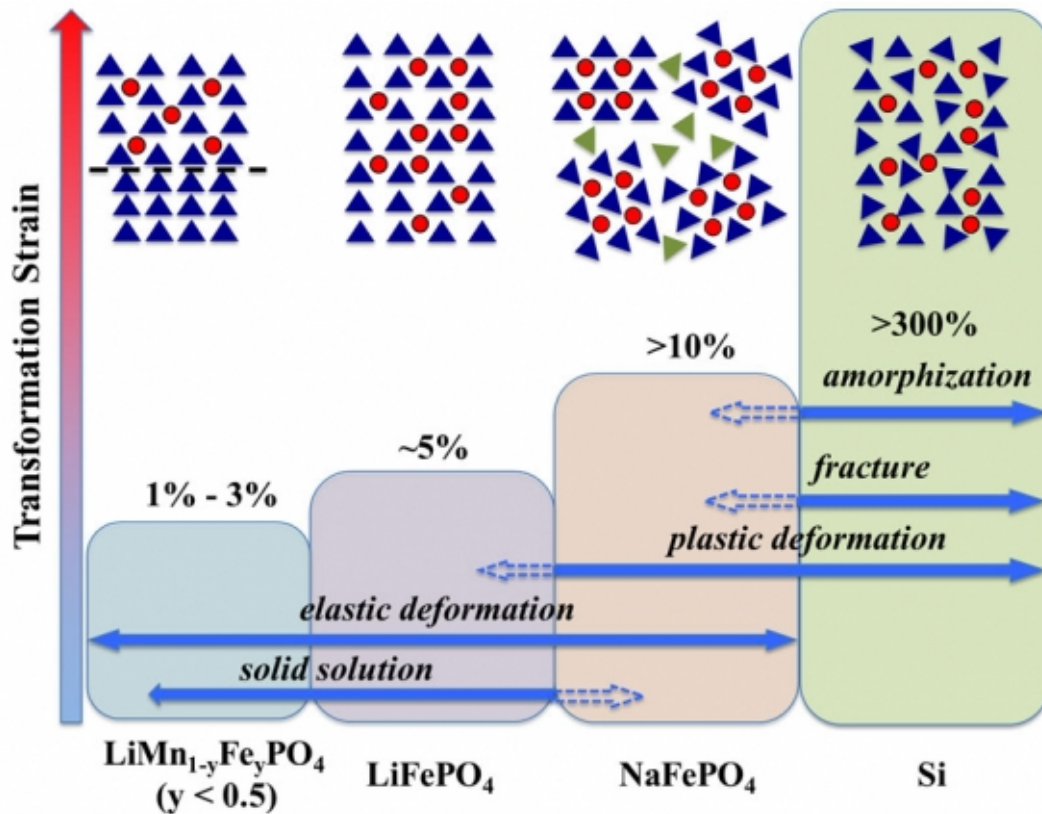 Transformation Strain
>300%
>10%
amorphization
~5%
fracture
1% - 3%
plastic deformation
elastic deformation
solid solution
LiMn₁₋ᵧFeᵧPO₄
(y < 0.5)
LiFePO₄
NaFePO₄
Si